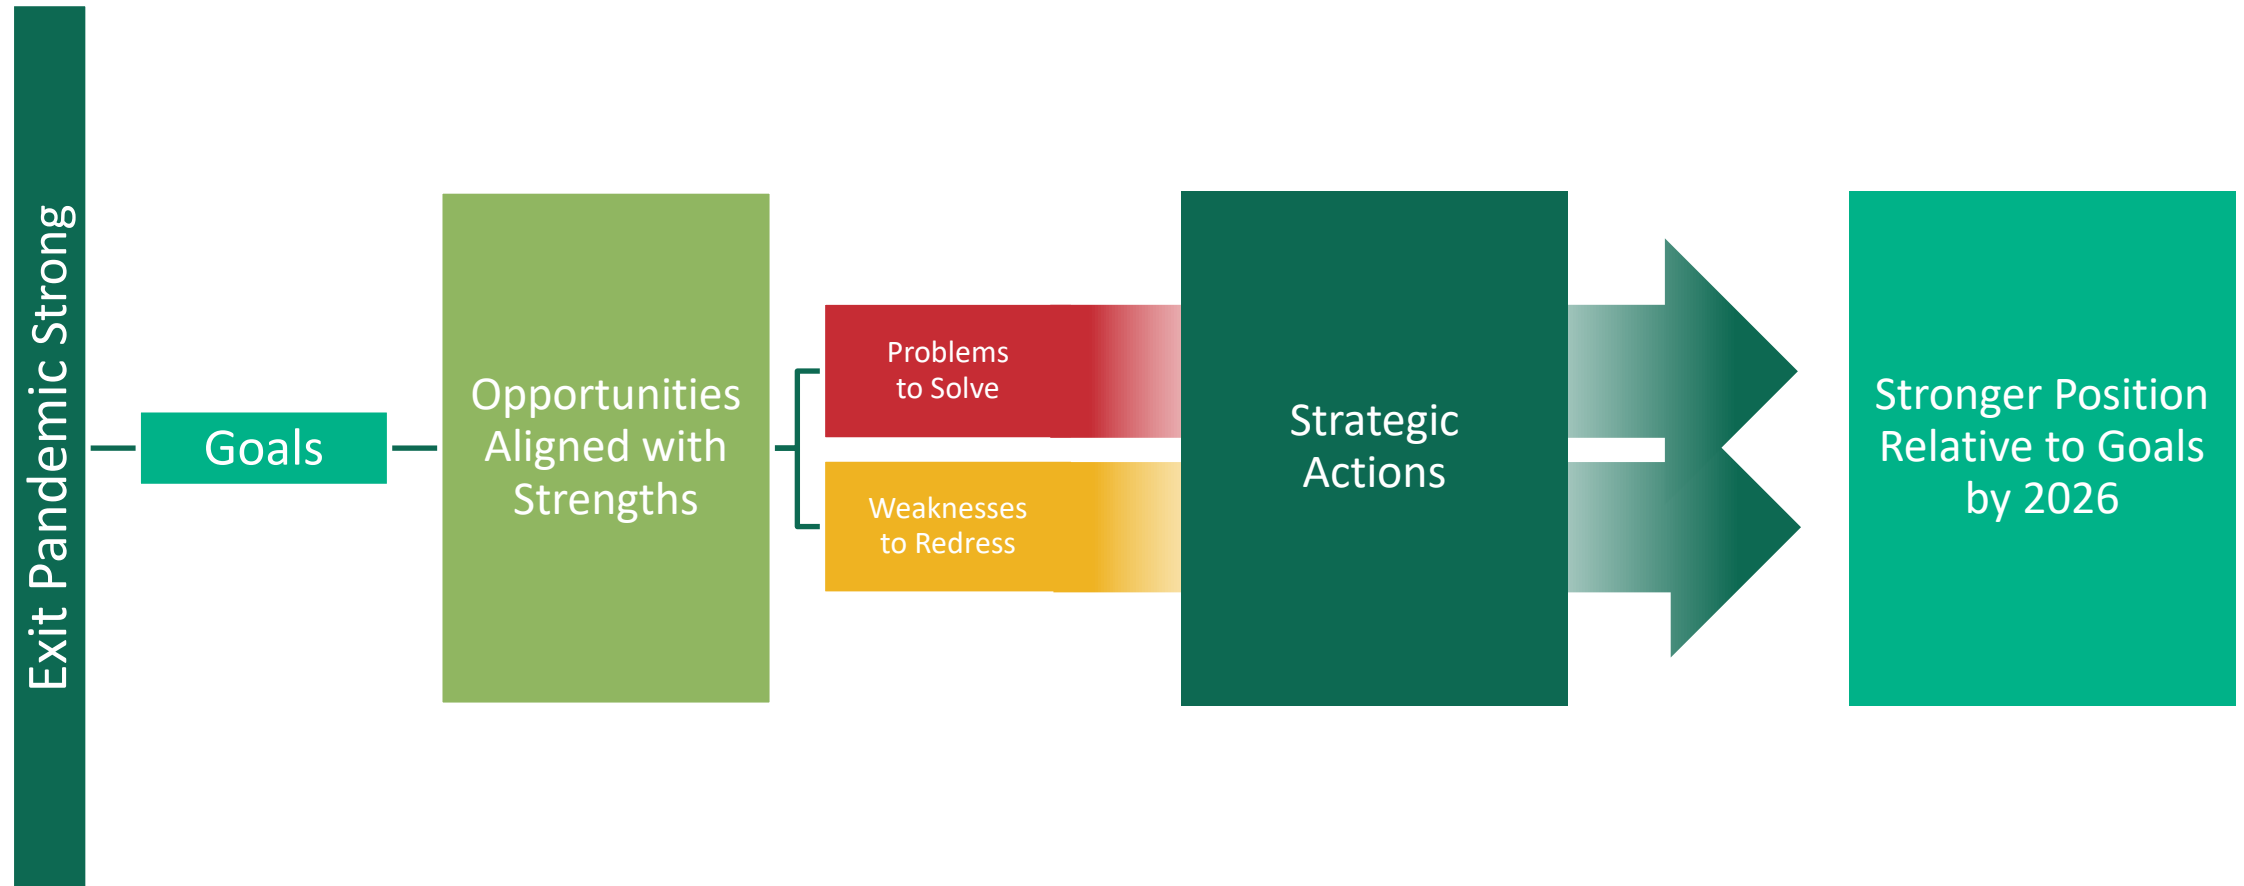 Exit Pandemic Strong
Goals
Opportunities
Aligned with
Strengths
Problems
to Solve
Weaknesses
to Redress
Strategic
Actions
Stronger Position
Relative to Goals
by 2026